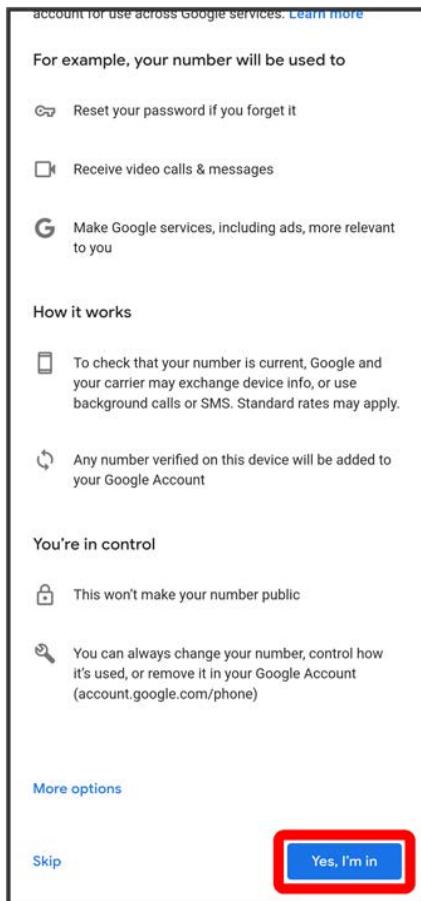 account for use across Google services. Learn more
For example, your number will be used to
Reset your password if you forget it
Receive video calls & messages
Make Google services, including ads, more relevant
to you
How it works
To check that your number is current, Google and
your carrier may exchange device info, or use
background calls or SMS. Standard rates may apply.
Any number verified on this device will be added to
your Google Account
You're in control
This won't make your number public
You can always change your number, control how
it's used, or remove it in your Google Account
(account.google.com/phone)
More options
Skip
Yes, I'm in